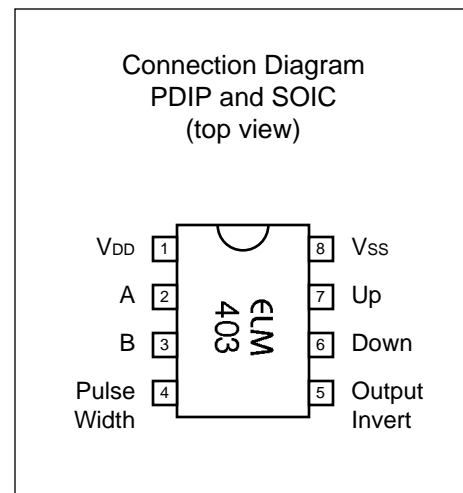 Connection Diagram
PDIP and SOIC
(top view)
VDD 1 8 VSS
A 2 7 Up
B 3 6 Down
Pulse Width 4 5 Output Invert
ELM
403